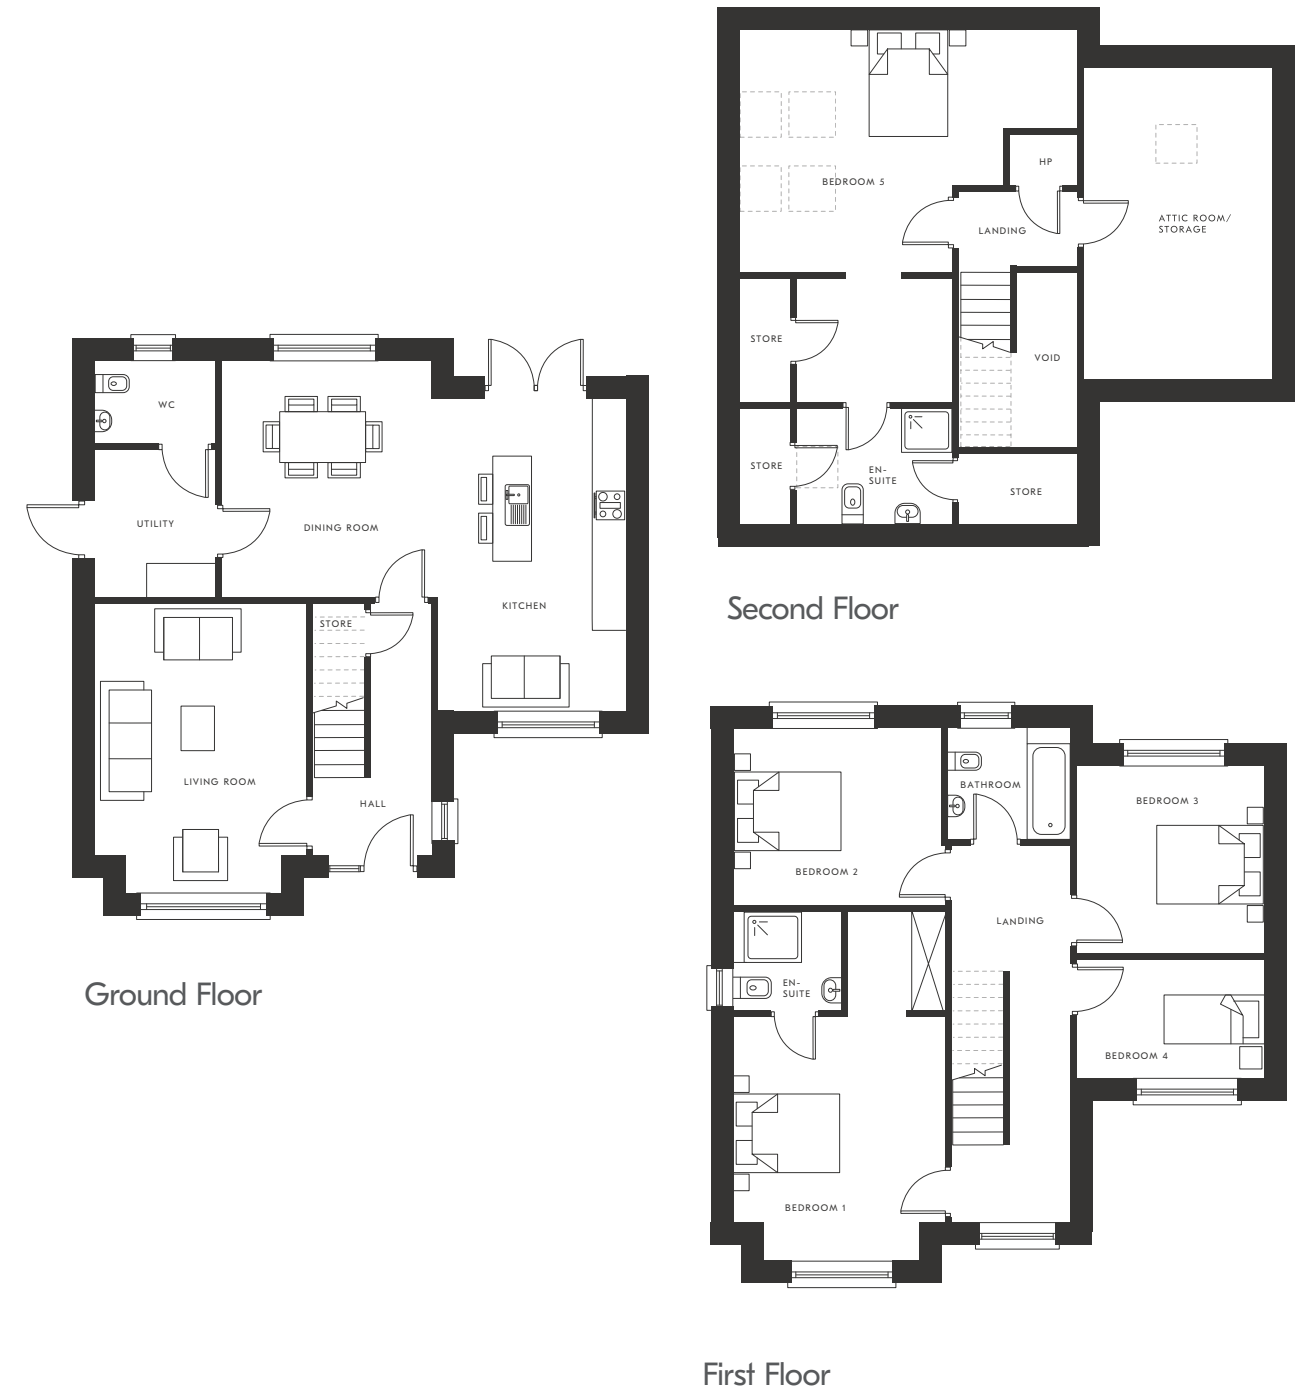 BEDROOM 5
HP
LANDING
ATTIC ROOM/
STORAGE
STORE
VOID
STORE
EN-
SUITE
STORE
Second Floor
WC
UTILITY
DINING ROOM
KITCHEN
STORE
LIVING ROOM
HALL
Ground Floor
BATHROOM
BEDROOM 3
BEDROOM 2
LANDING
EN-
SUITE
BEDROOM 4
BEDROOM 1
First Floor